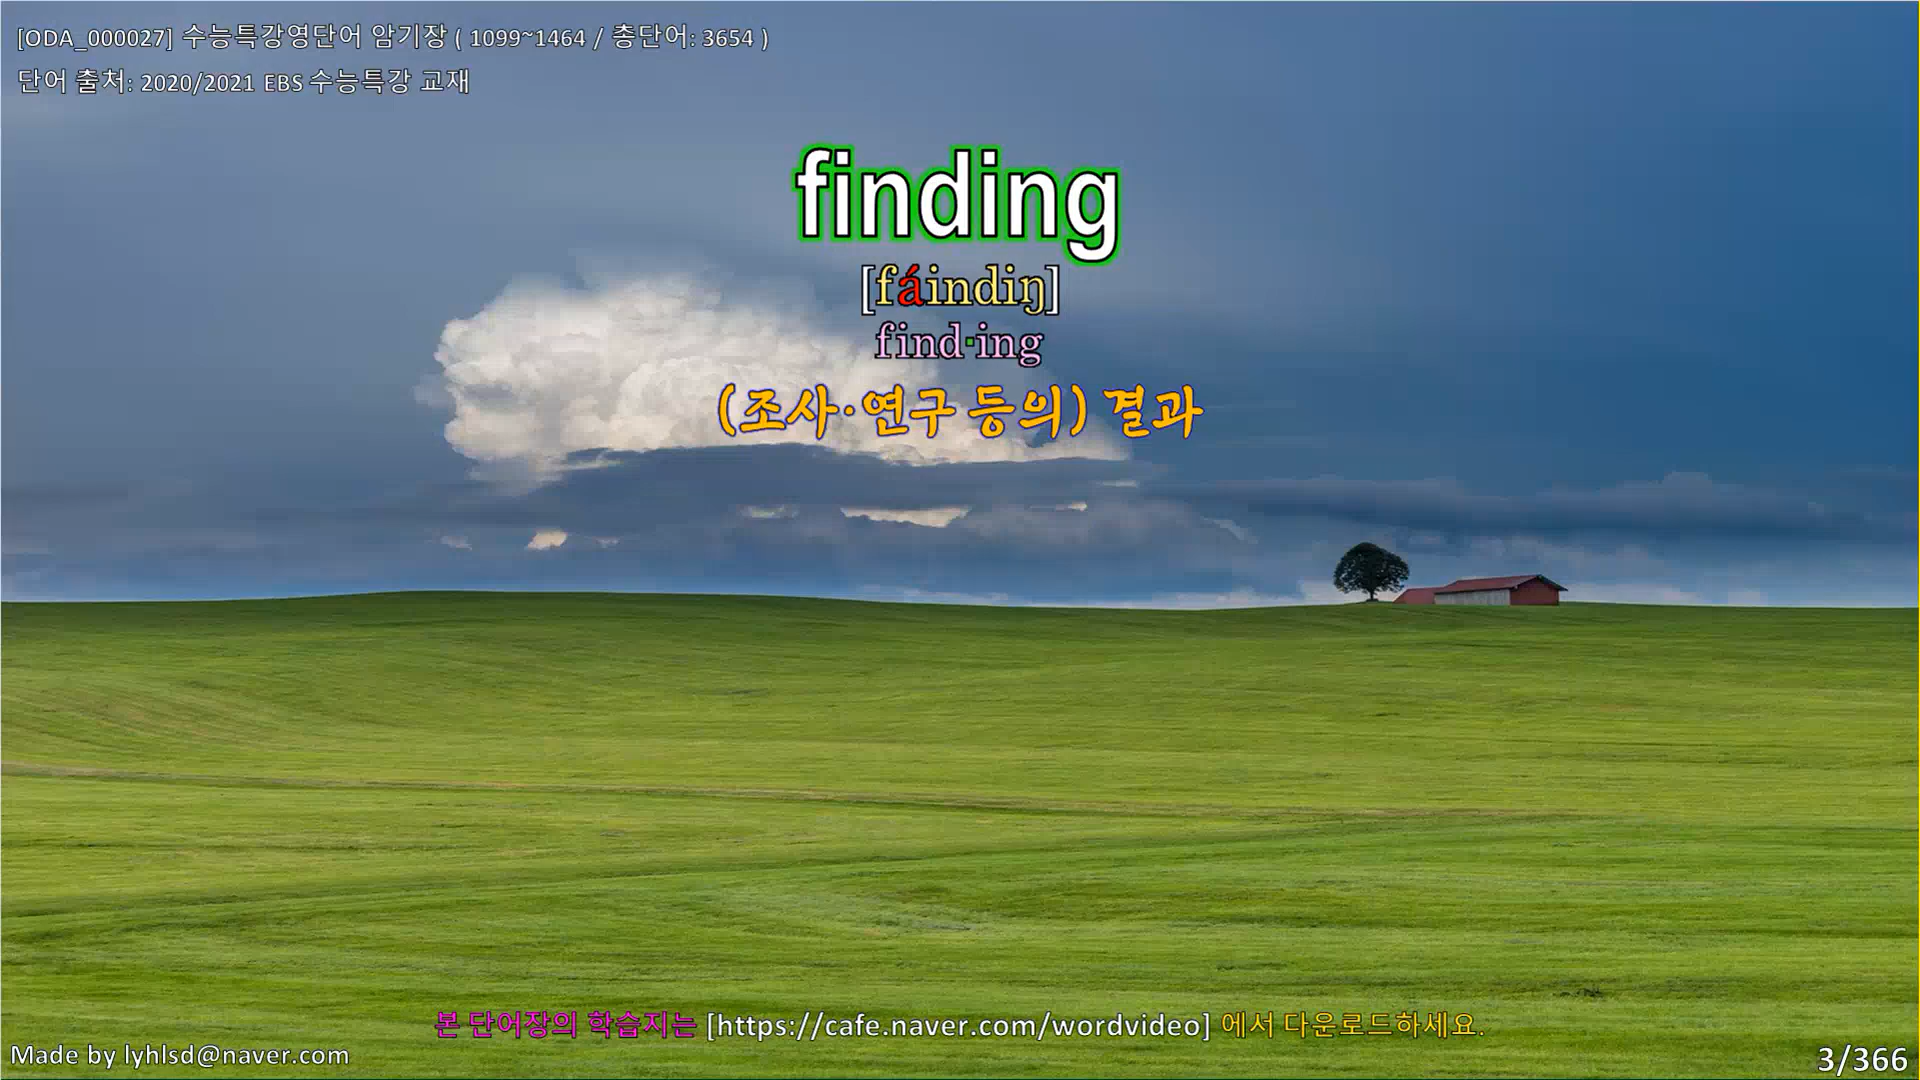 [ODA_000027] 수능특강영단어 암기장 ( 1099~1464 / 총단어: 3654 )
단어 출처: 2020/2021 EBS 수능특강 교재
finding
[fáindiŋ]
find·ing
(조사·연구 등의) 결과
본 단어장의 학습지는 [https://cafe.naver.com/wordvideo] 에서 다운로드하세요.
Made by lyhlsd@naver.com
3/366